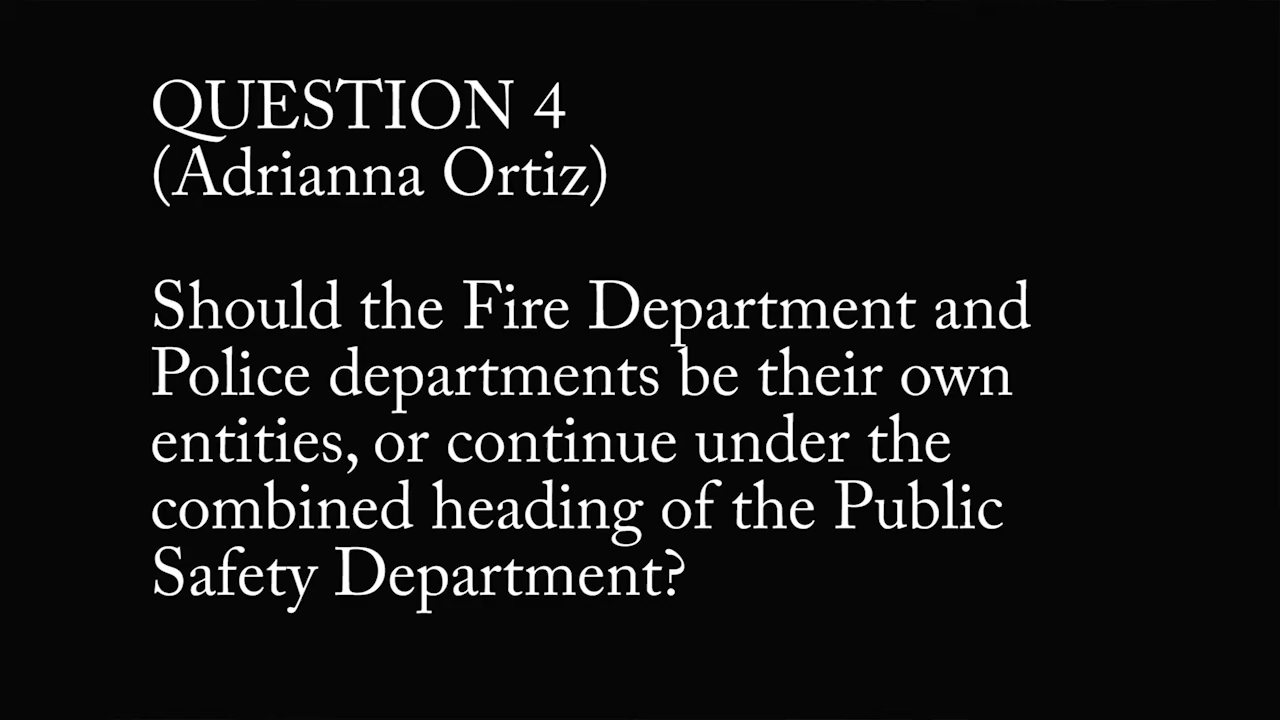 QUESTION 4
(Adrianna Ortiz)
Should the Fire Department and
Police departments be their own
entities, or continue under the
combined heading of the Public
Safety Department?